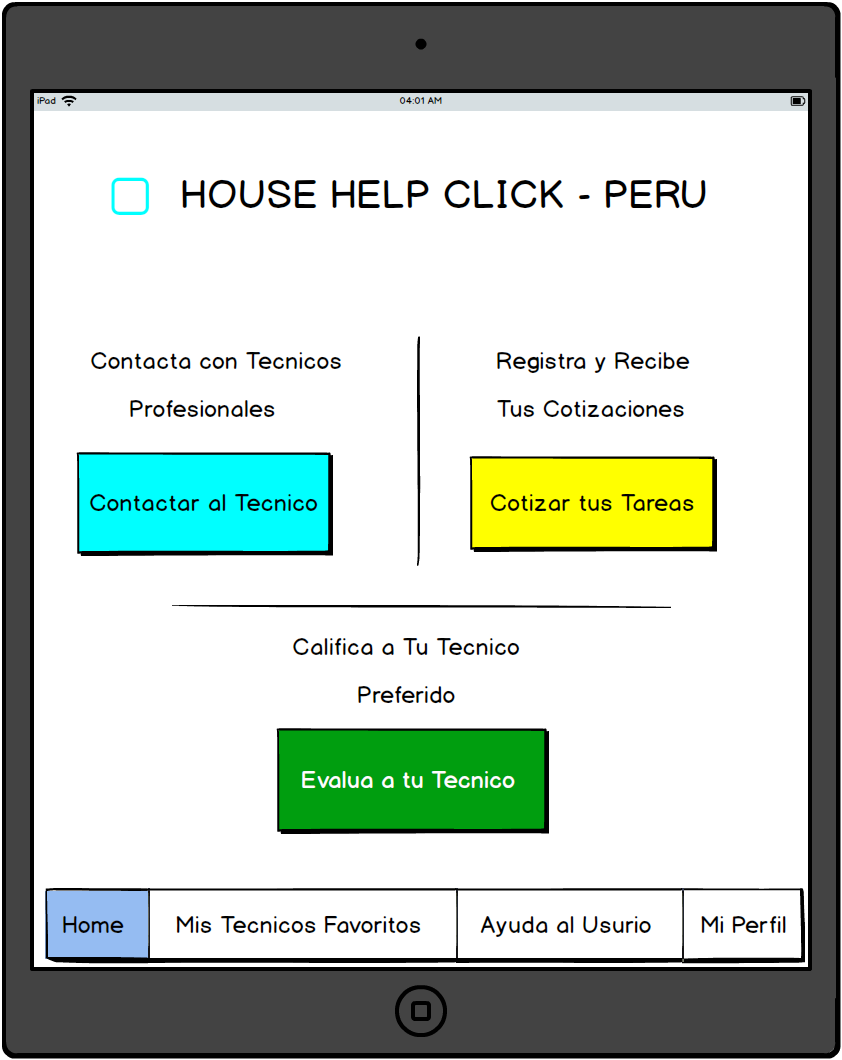 iPad 04:01 AM
HOUSE HELP CLICK - PERU
Contacta con Tecnicos
Profesionales
Contactar al Tecnico
Registra y Recibe
Tus Cotizaciones
Cotizar tus Tareas
Califica a Tu Tecnico
Preferido
Evalua a tu Tecnico
Home Mis Tecnicos Favoritos Ayuda al Usurio Mi Perfil